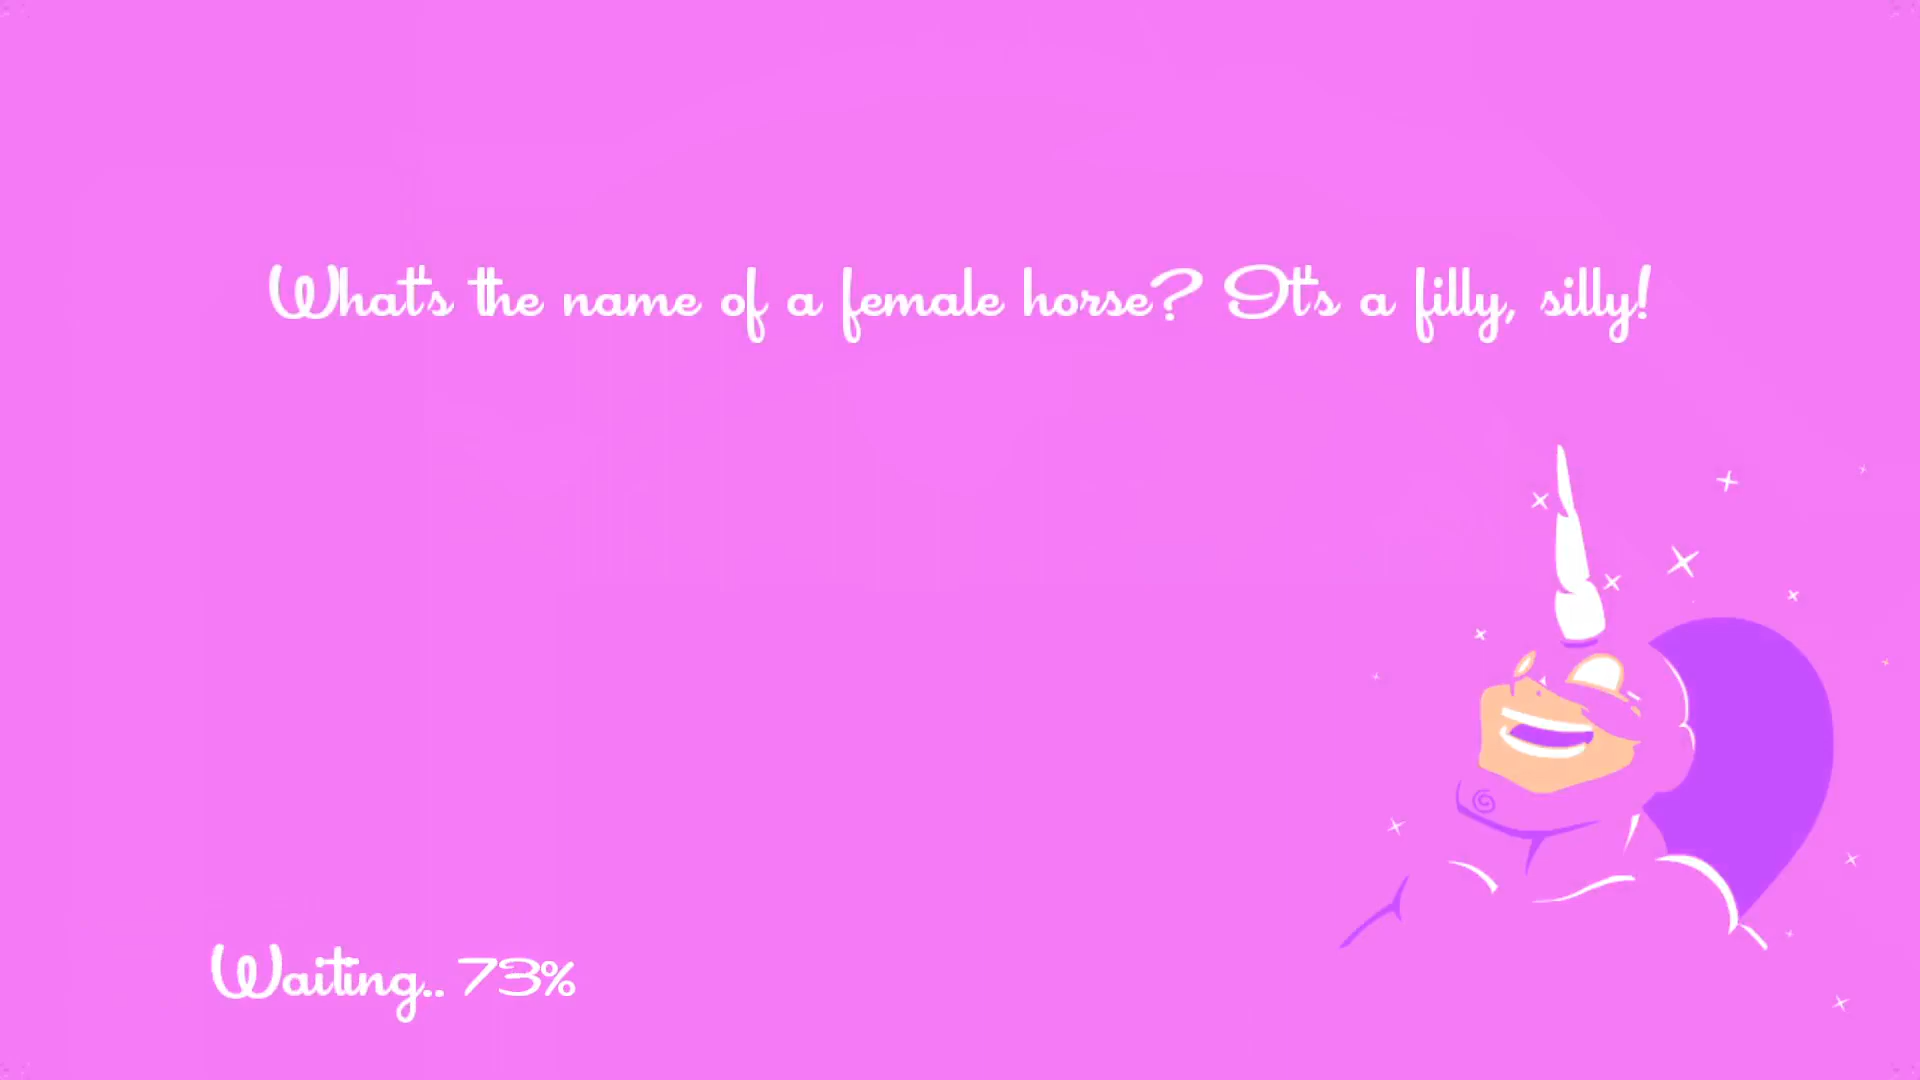 What's the name of a female horse? It's a filly, silly!
Waiting.. 73%